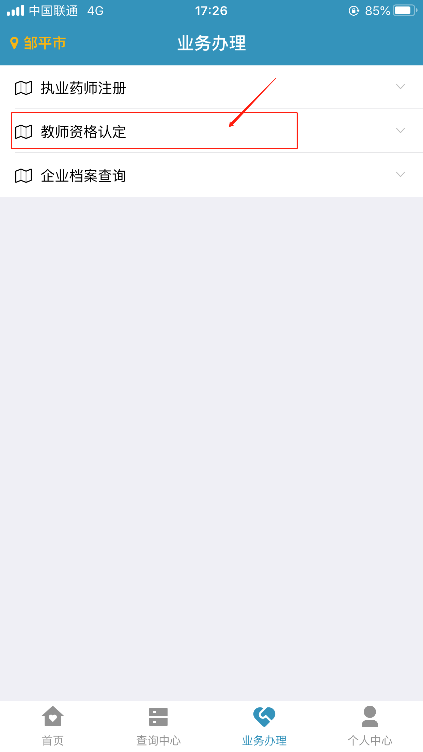 中国联通 4G 17:26 85%
邹平市 业务办理
执业药师注册
教师资格认定
企业档案查询
首页 查询中心 业务办理 个人中心